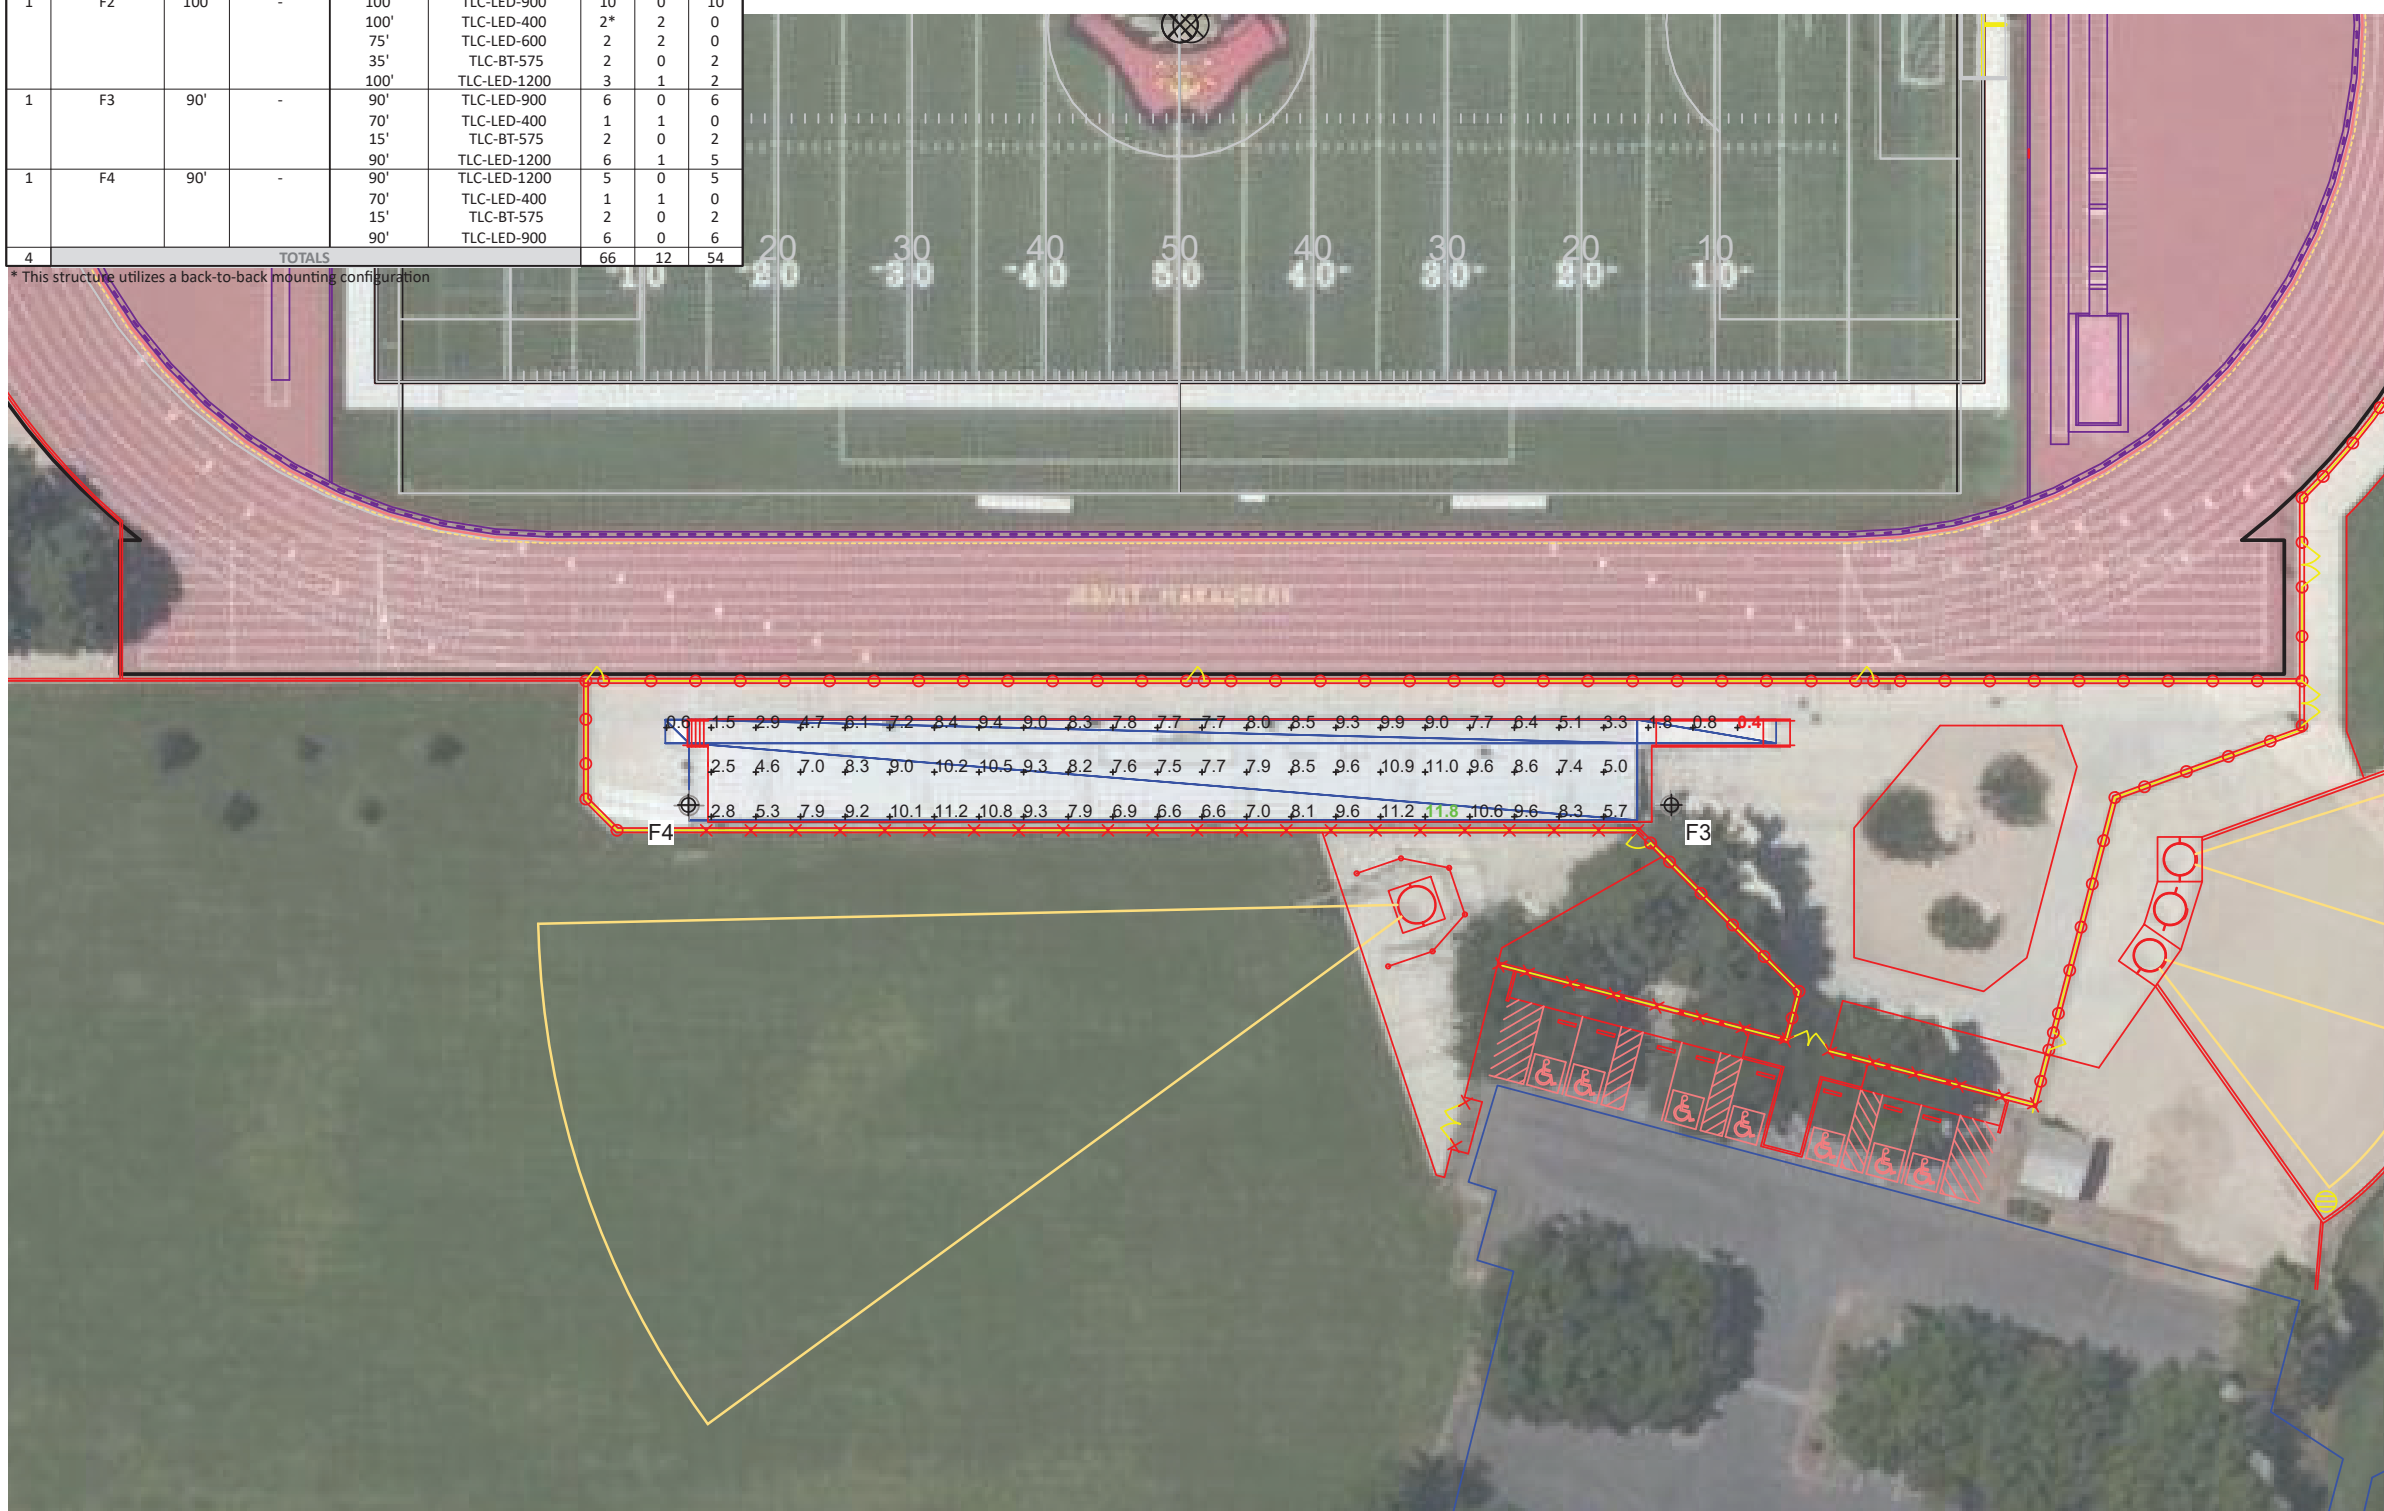 1 F2 100' - 100' TLC-LED-900 10 0 10
100' TLC-LED-400 2* 2 0
75' TLC-LED-600 2 2 0
35' TLC-BT-575 2 0 2
100' TLC-LED-1200 3 1 2
1 F3 90' - 90' TLC-LED-900 6 0 6
70' TLC-LED-400 1 1 0
15' TLC-BT-575 2 0 2
90' TLC-LED-1200 6 1 5
1 F4 90' - 90' TLC-LED-1200 5 0 5
70' TLC-LED-400 1 1 0
15' TLC-BT-575 2 0 2
90' TLC-LED-900 6 0 6
4 TOTALS 66 12 54
* This structure utilizes a back-to-back mounting configuration
20 30 40 50 40 30 20 10
10 20 30 40 50 40 30 20 10
JESUIT MARAUDERS
0.6 1.5 2.9 4.7 6.1 7.2 8.4 9.4 9.0 8.3 7.8 7.7 7.7 8.0 8.5 9.3 9.9 9.0 7.7 6.4 5.1 3.3 1.8 0.8 0.4
2.5 4.6 7.0 8.3 9.0 10.2 10.5 9.3 8.2 7.6 7.5 7.7 7.9 8.5 9.6 10.9 11.0 9.6 8.6 7.4 5.0
2.8 5.3 7.9 9.2 10.1 11.2 10.8 9.3 7.9 6.9 6.6 6.6 7.0 8.1 9.6 11.2 11.8 10.6 9.6 8.3 5.7
F4 F3